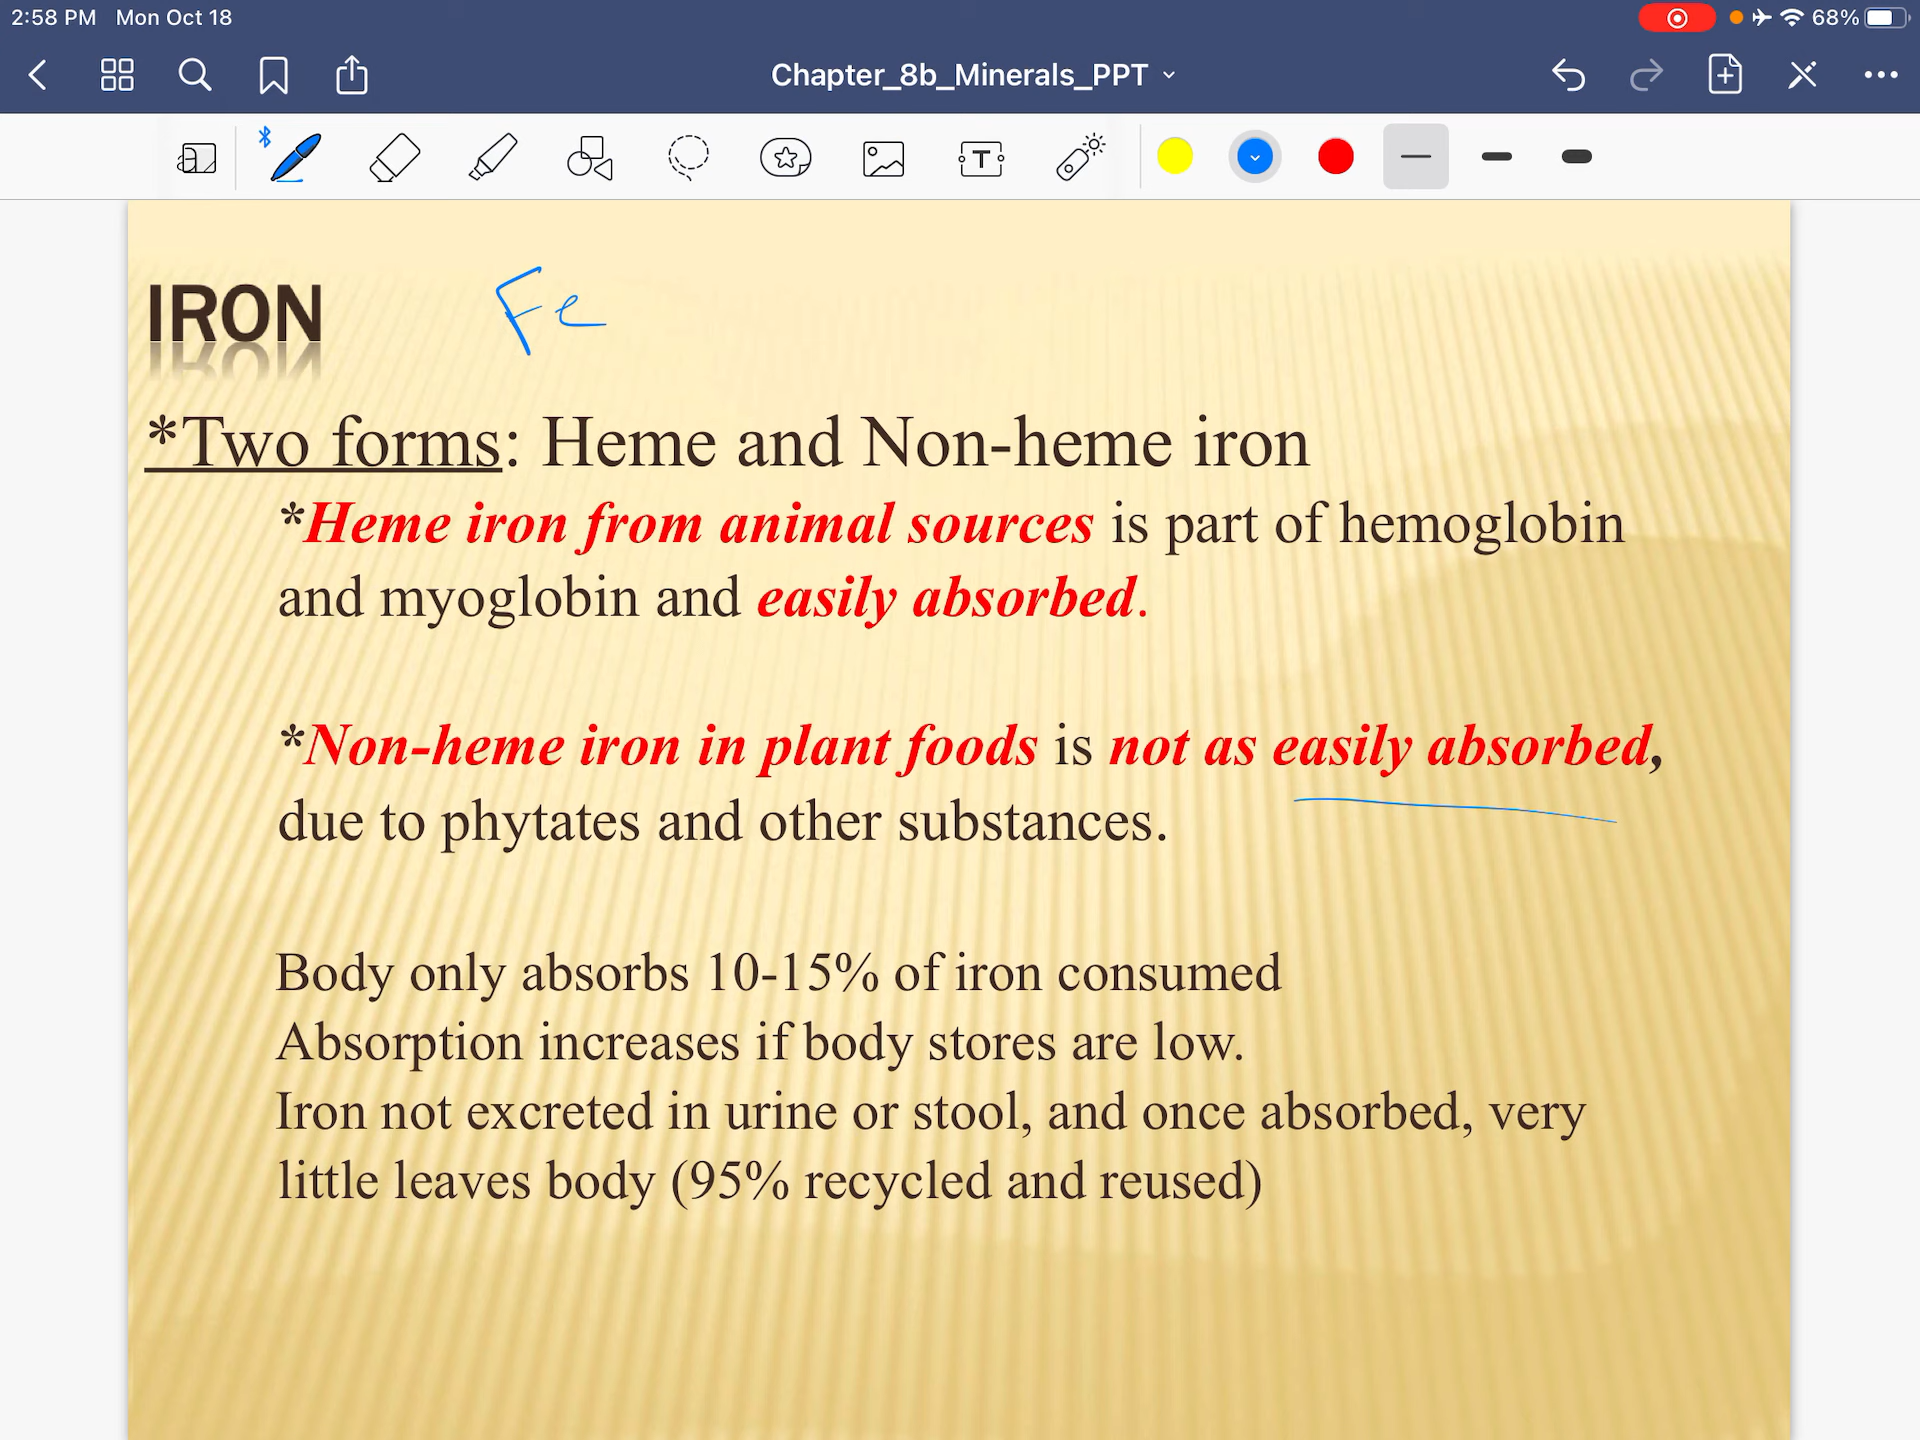 2:58 PM Mon Oct 18
68%
Chapter_8b_Minerals_PPT
IRON Fe
*Two forms: Heme and Non-heme iron
*Heme iron from animal sources is part of hemoglobin
and myoglobin and easily absorbed.
*Non-heme iron in plant foods is not as easily absorbed,
due to phytates and other substances.
Body only absorbs 10-15% of iron consumed
Absorption increases if body stores are low.
Iron not excreted in urine or stool, and once absorbed, very
little leaves body (95% recycled and reused)